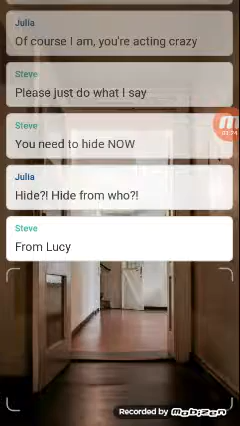 Julia
Of course I am, you're acting crazy
Steve
Please just do what I say
Steve
You need to hide NOW
Julia
Hide?! Hide from who?!
Steve
From Lucy
Recorded by mobizen